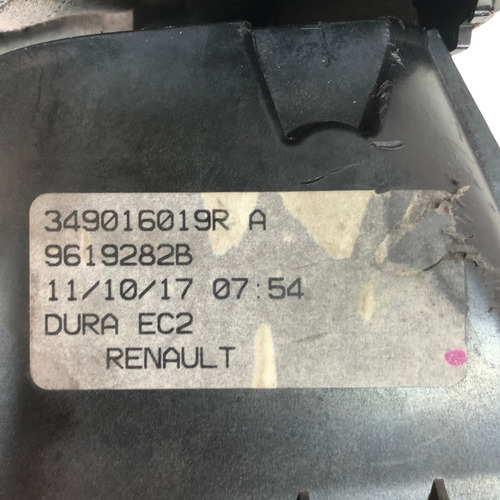 349016019R A
9619282B
11/10/17 07:54
DURA EC2
RENAULT